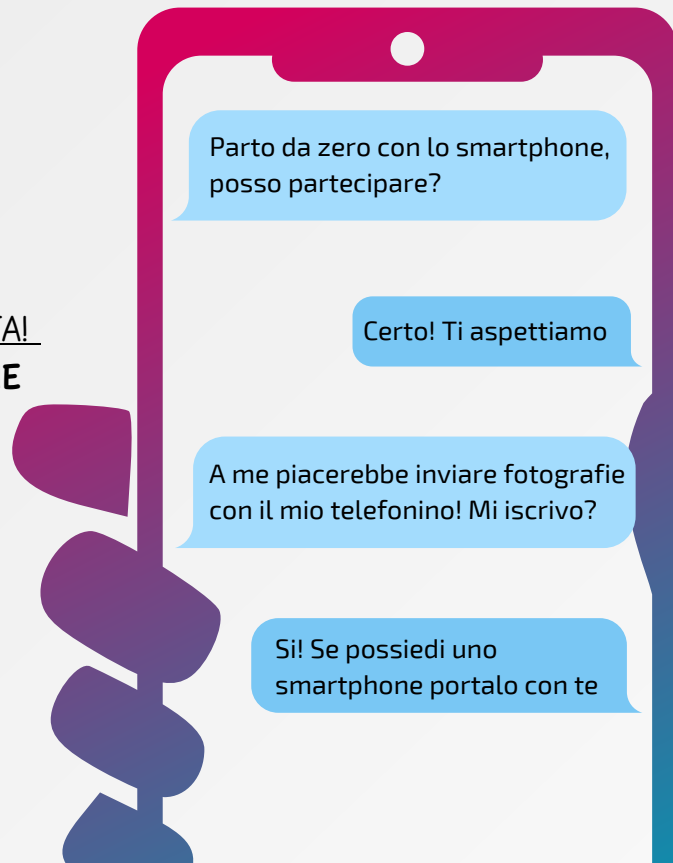 Parto da zero con lo smartphone,
posso partecipare?
TA!
E
Certo! Ti aspettiamo
A me piacerebbe inviare fotografie
con il mio telefonino! Mi iscrivo?
Si! Se possiedi uno
smartphone portalo con te